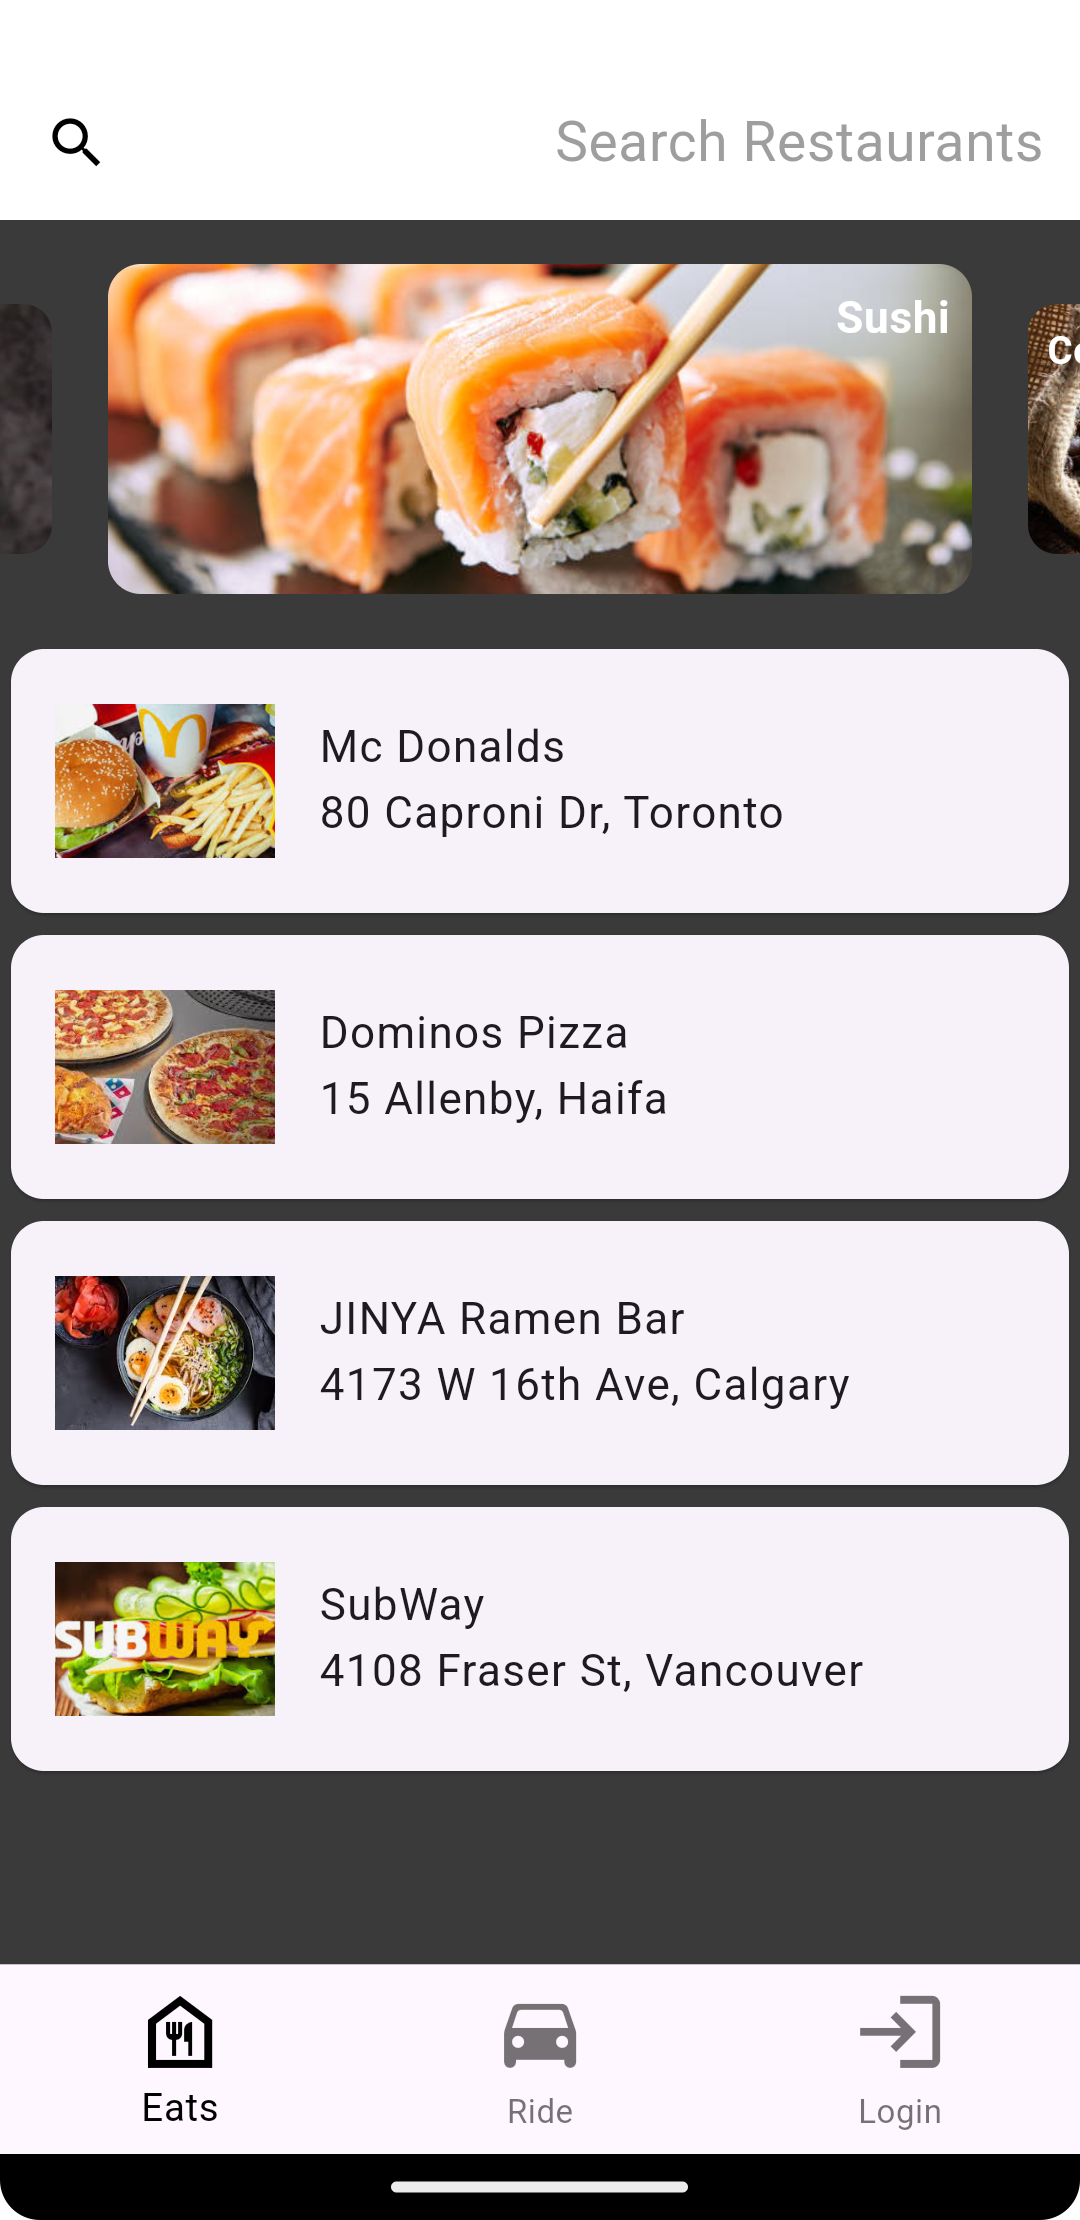 Search Restaurants
Sushi
Mc Donalds
80 Caproni Dr, Toronto
Dominos Pizza
15 Allenby, Haifa
JINYA Ramen Bar
4173 W 16th Ave, Calgary
SUBWAY
SubWay
4108 Fraser St, Vancouver
Eats
Ride
Login